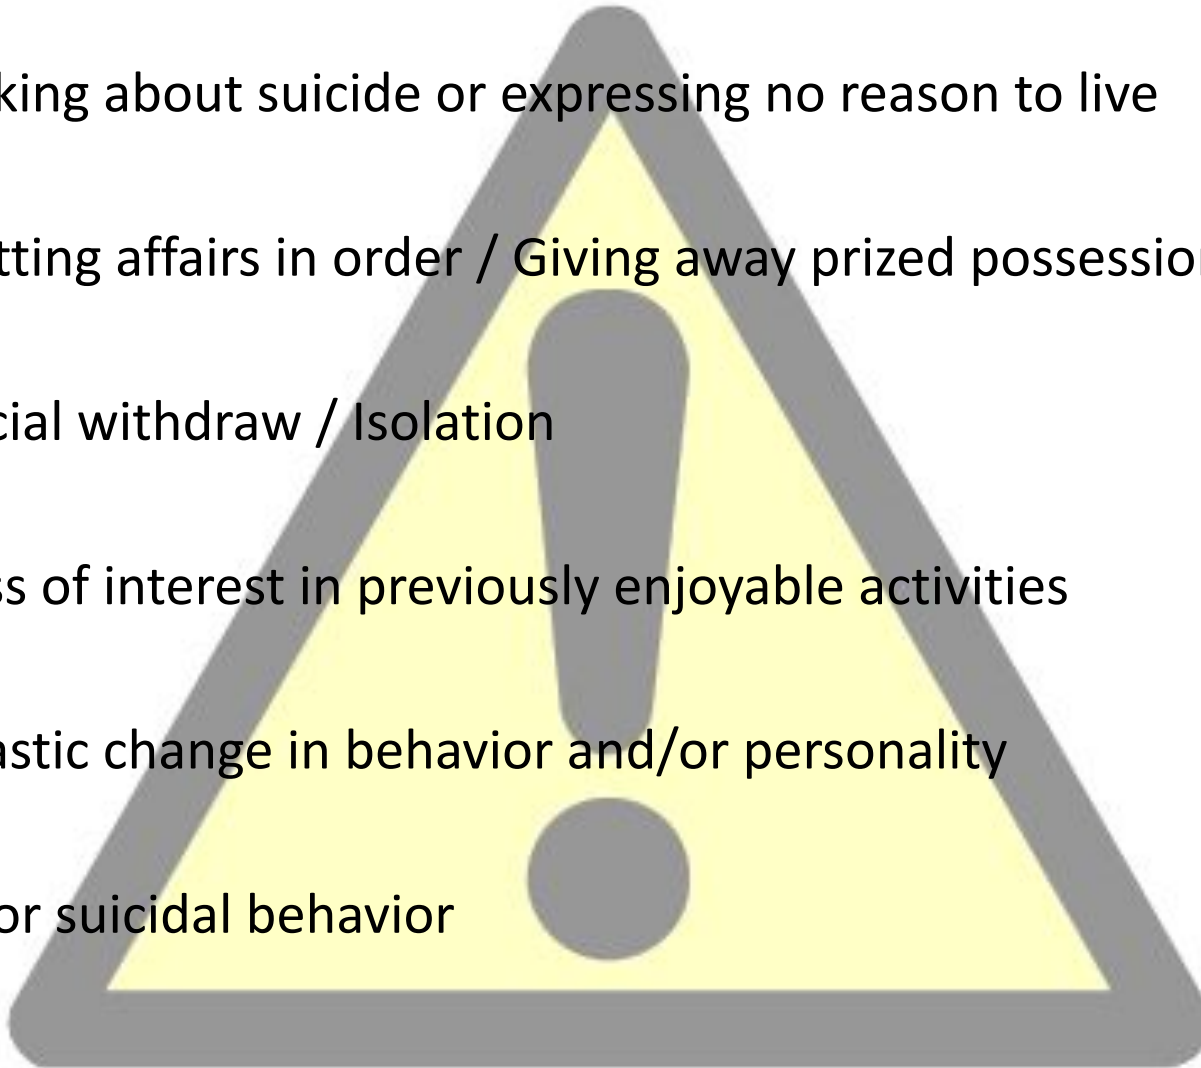 king about suicide or expressing no reason to live
tting affairs in order / Giving away prized possession
cial withdraw / Isolation
ss of interest in previously enjoyable activities
astic change in behavior and/or personality
or suicidal behavior